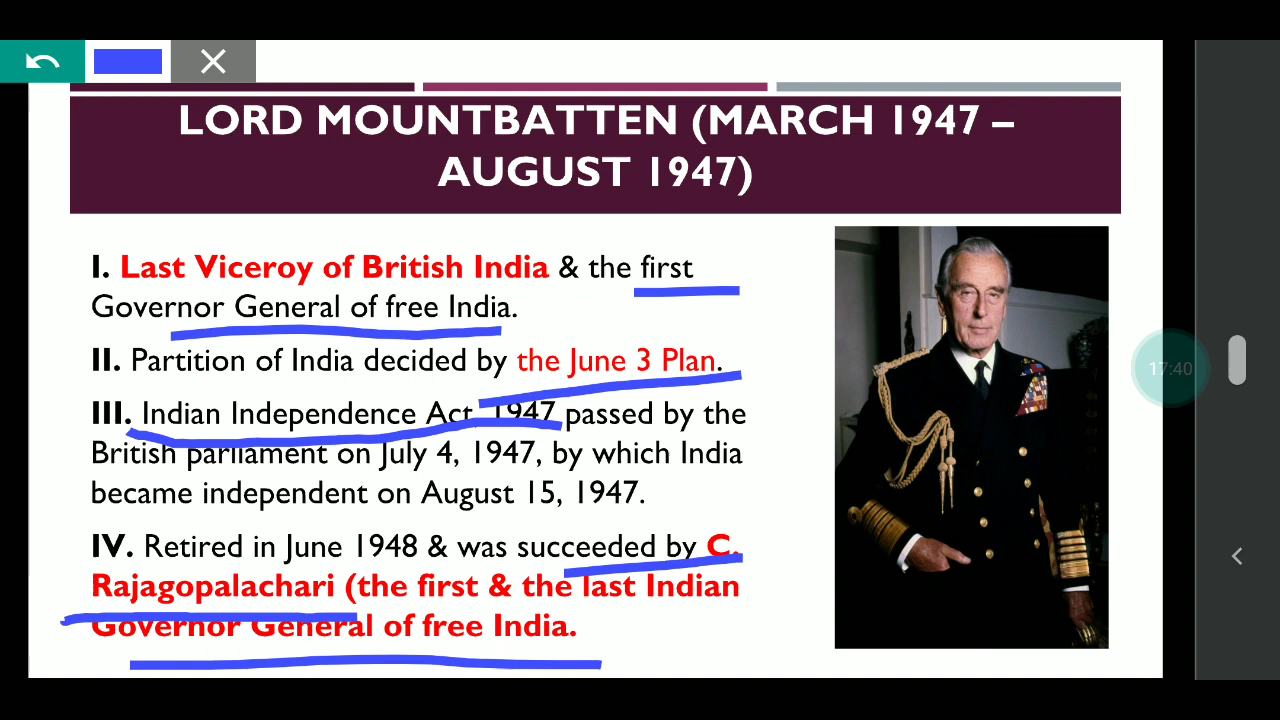 LORD MOUNTBATTEN (MARCH 1947 –
AUGUST 1947)
I. Last Viceroy of British India & the first
Governor General of free India.
II. Partition of India decided by the June 3 Plan.
III. Indian Independence Act, 1947 passed by the
British parliament on July 4, 1947, by which India
became independent on August 15, 1947.
IV. Retired in June 1948 & was succeeded by C.
Rajagopalachari (the first & the last Indian
Governor General of free India.
17:40